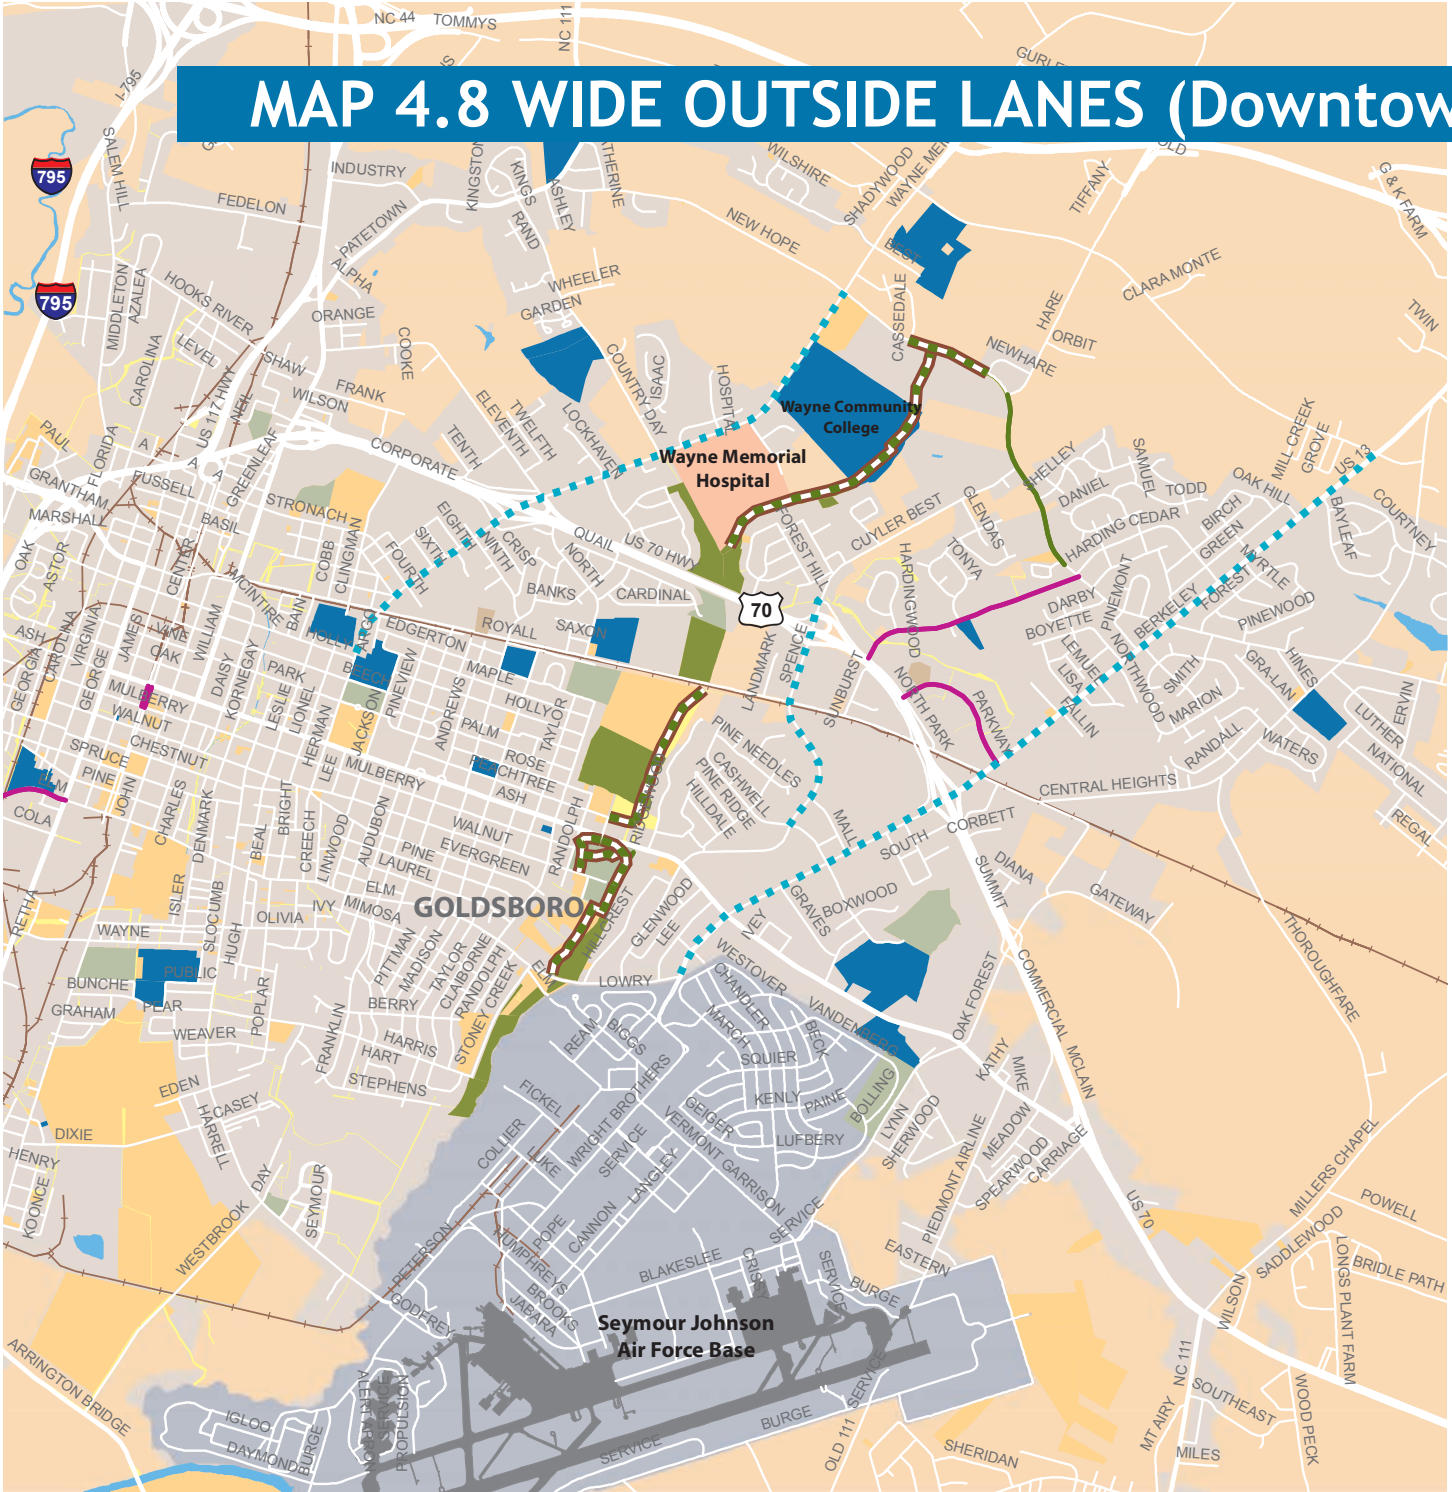 NC 44
TOMMYS
NC 111
I-795
MAP 4.8 WIDE OUTSIDE LANES (Downtow
OLD
795
795
SALEM HILL
INDUSTRY
FEDELON
KINGSTON
KINGS
RAND
ASHLEY
WILSHIRE
SHADYWOOD
TIFFANY
G & K FARM
PATETOWN
NEW HOPE
BEST
ALPHA
WHEELER
GARDEN
CLARA MONTE
MIDDLETON
AZALEA
HOOKS RIVER
ORANGE
CASSEDALE
HARE
ORBIT
NEWHARE
TWIN
LEVEL
CAROLINA
SHAW
COOKE
COUNTRY DAY
ISAAC
HOSPITAL
US 117 HWY
NEIL
WILSON
FRANK
ELEVENTH
TWELFTH
TENTH
LOCKHAVEN
Wayne Community
College
MILL CREEK
GROVE
PAUL
FLORIDA
A
A
A
A
GREENLEAF
CORPORATE
Wayne Memorial
Hospital
SHELLEY
SAMUEL
US 13
GRANTHAM
FUSSELL
STRONACH
DANIEL
TODD
OAK HILL
MARSHALL
BASIL
EIGHTH
SIXTH
NINTH
CRISP
QUAIL
US 70 HWY
FOREST HILL
CUYLER BEST
GLENDAS
HARDING
CEDAR
BIRCH
GREEN
BAYLEAF
COURTNEY
OAK
ASTOR
CENTER
COBB
CLINGMAN
FOURTH
NORTH
TONYA
MYRTLE
MCINTIRE
BANKS
CARDINAL
70
HARDINGWOOD
DARBY
PINEMONT
BERKELEY
FOREST
PINEWOOD
ASH
CAROLINA
VIRGINIA
JAMES
VINE
OAK
WILLIAM
BAIN
HOLLY
ARGO
EDGERTON
ROYALL
SAXON
LANDMARK
SPENCE
BOYETTE
GEORGIA
GEORGE
DAISY
KORNEGAY
PARK
BEECH
PINEVIEW
MAPLE
SUNBURST
LEMUEL
LISA
FALLIN
NORTHWOOD
SMITH
MARION
GRA-LAN
HINES
MULBERRY
WALNUT
LESLIE
LIONEL
HERMAN
JACKSON
ANDREWS
HOLLY
TAYLOR
NORTH PARK
PARKWAY
ERVIN
LUTHER
SPRUCE
CHESTNUT
PINE
LEE
MULBERRY
PALM
ROSE
PEACHTREE
ASH
PINE NEEDLES
CASHWELL
PINE RIDGE
HILLDALE
RANDALL
WATERS
NATIONAL
ELM
COLA
JOHN
CHARLES
DENMARK
BEAL
BRIGHT
CREECH
LINWOOD
AUDUBON
WALNUT
EVERGREEN
RANDOLPH
CENTRAL HEIGHTS
REGAL
PINE
LAUREL
ELM
MALL
SOUTH
CORBETT
DIANA
SUMMIT
GATEWAY
RETHA
ISLER
SLOCUMB
HUGH
OLIVIA
IVY
MIMOSA
GOLDSBORO
HILLCREST
GLENWOOD
LEE
IVEY
GRAVES
BOXWOOD
WAYNE
PITTMAN
MADISON
TAYLOR
CLAIBORNE
RANDOLPH
STONEY CREEK
ELM
LOWRY
WESTOVER
CHANDLER
VANDENBERG
OAK FOREST
COMMERCIAL
THOROUGHFARE
BUNCHE
PUBLIC
GRAHAM
PEAR
WEAVER
POPLAR
BERRY
FRANKLIN
HARRIS
HART
STEPHENS
REAM
BIGGS
MARCH
BECK
SQUIER
KATHY
MIKE
MCLAIN
EDEN
CASEY
HARRELL
FICKEL
WRIGHT BROTHERS
GEIGER
KENLY
PAINE
BOLLING
LYNN
SHERWOOD
MEADOW
DIXIE
COLLIER
LUKE
SERVICE
VERMONT GARRISON
LUFBERY
PIEDMONT AIRLINE
SPEARWOOD
CARRIAGE
MILLERS CHAPEL
HENRY
KOONCE
DAY
SEYMOUR
LANGLEY
POPE
CANNON
SERVICE
US 70
POWELL
SADDLEWOOD
WESTBROOK
PETERSON
HUMPHREYS
BLAKESLEE
CRISSY
SERVICE
EASTERN
BURGE
LONGS PLANT FARM
BRIDLE PATH
GODFREY
BROOKS
JABARA
Seymour Johnson
Air Force Base
WILSON
ARRINGTON BRIDGE
NC 111
SERVICE
PROPULSION
SERVICE
SOUTHEAST
WOOD PECK
IGLOO
DAYMOND
BURGE
BURGE
SERVICE
OLD 111
SHERIDAN
MT AIRY
MILES